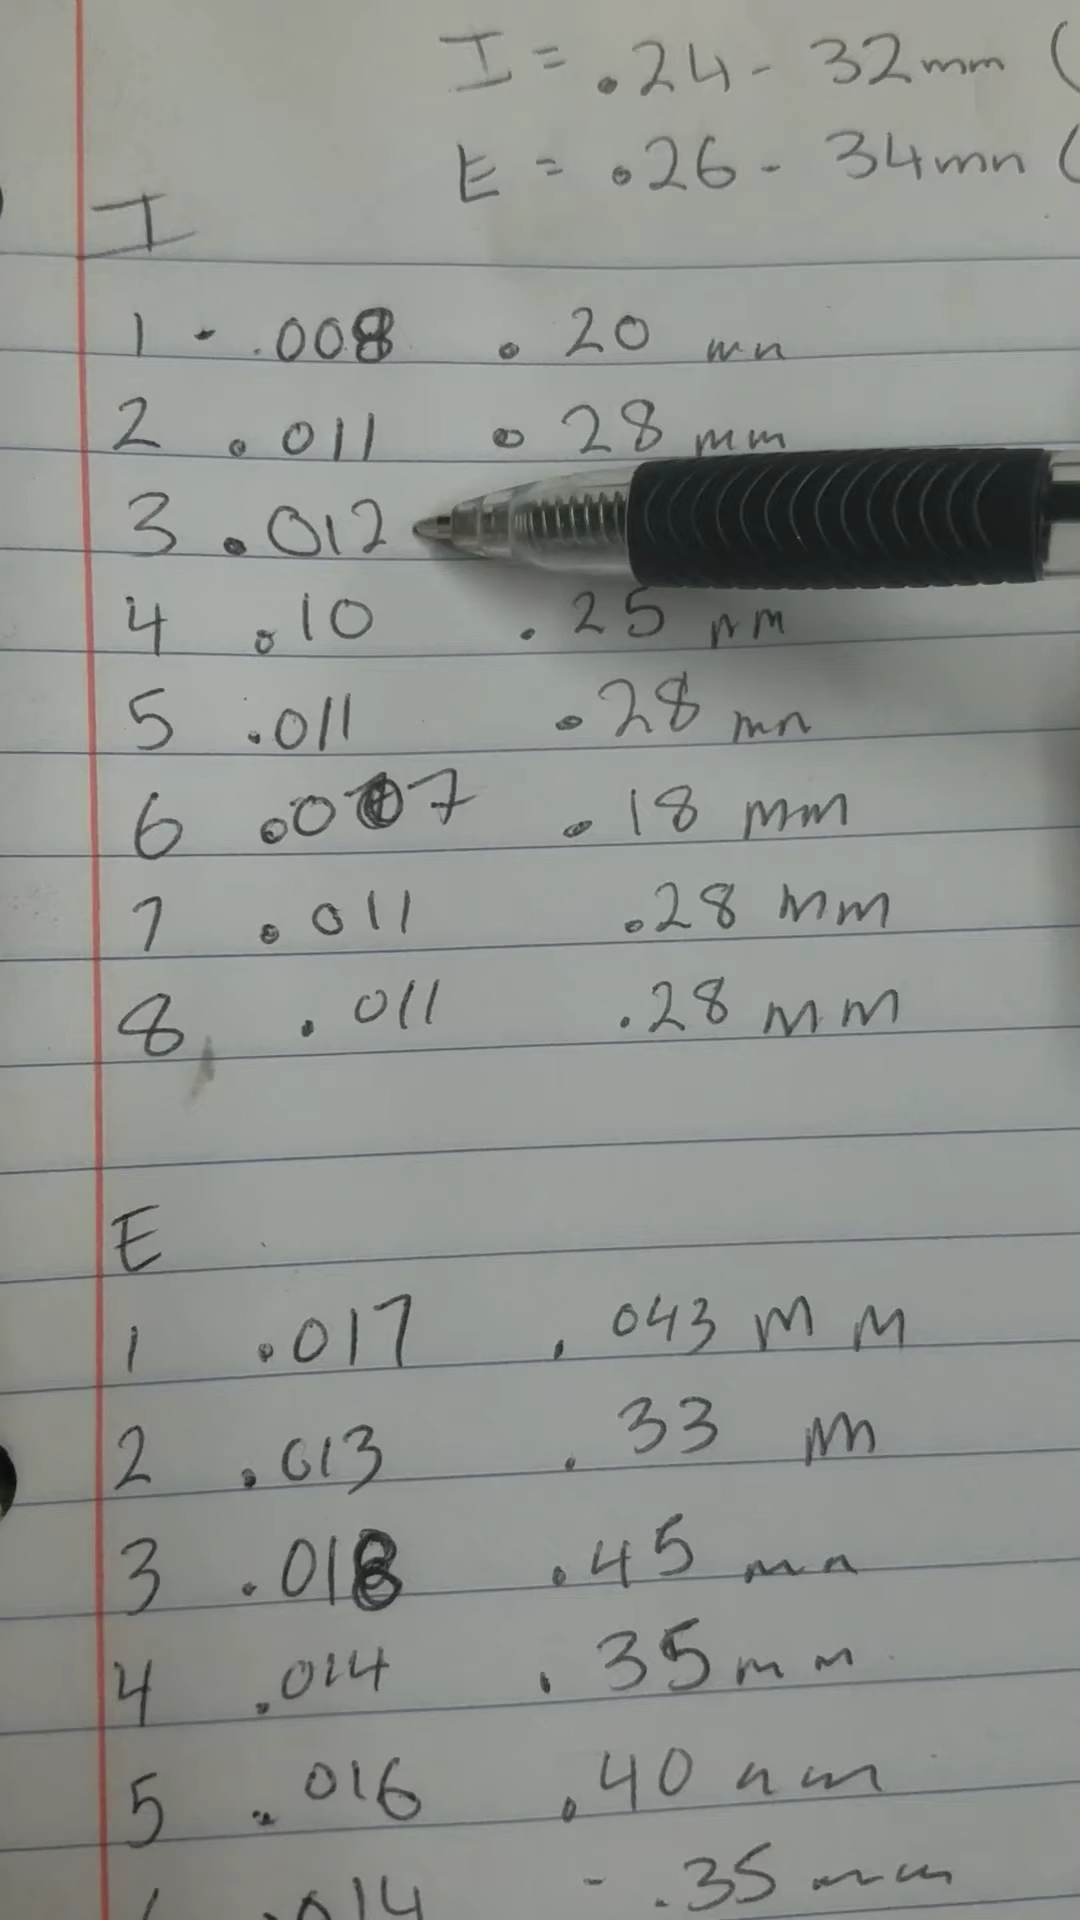 I = .24 - 32mm (
E = .26 - 34mm (
I
1 - .008 .20 mm
2 .011 .28 mm
3 .012
4 .10 .25 mm
5 .011 .28 mm
6 .007 .18 mm
7 .011 .28 mm
8 .011 .28 mm
E
1 .017 .043 mm
2 .013 .33 m
3 .018 .45 mm
4 .014 .35 mm
5 .016 .40 mm
.014 - .35 mm